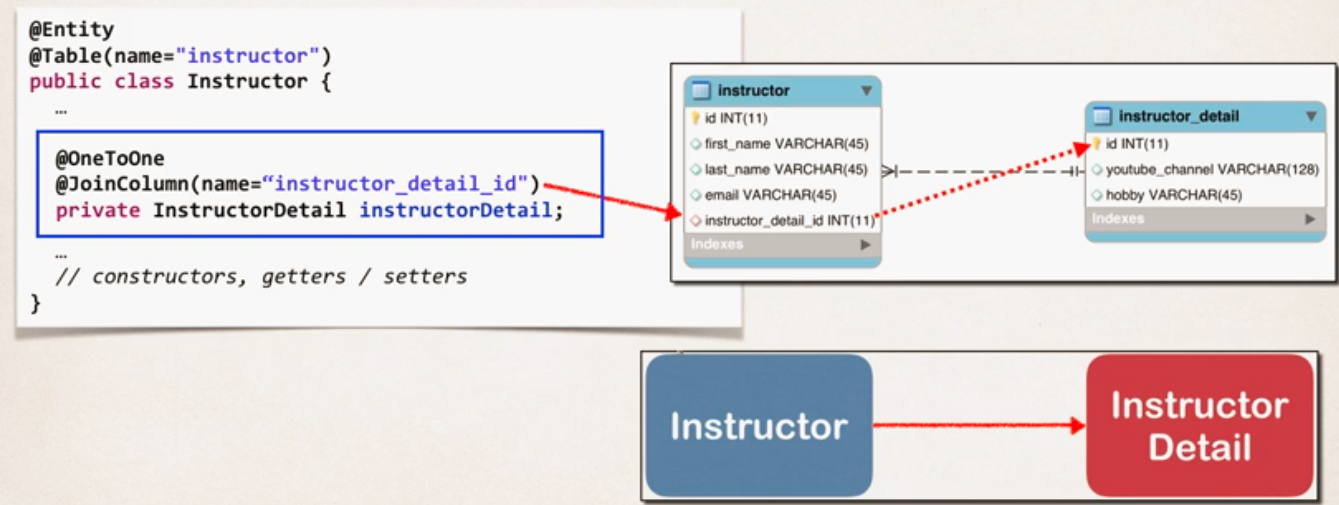 @Entity
@Table(name="instructor")
public class Instructor {
…
@OneToOne
@JoinColumn(name=“instructor_detail_id")
private InstructorDetail instructorDetail;
…
// constructors, getters / setters
}
instructor
id INT(11)
first_name VARCHAR(45)
last_name VARCHAR(45)
email VARCHAR(45)
instructor_detail_id INT(11)
Indexes
instructor_detail
id INT(11)
youtube_channel VARCHAR(128)
hobby VARCHAR(45)
Indexes
Instructor
Instructor
Detail